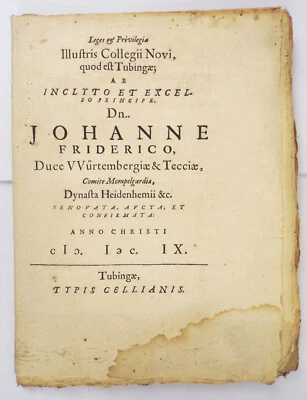 Leges & Privilegia
Illustris Collegii Novi,
quod est Tubingæ;
AB
INCLYTO ET EXCEL-
SO PRINCIPE,
Dn.
JOHANNE
FRIDERICO,
Duce VVürtembergiæ & Tecciæ,
Comite Mompelgardiæ,
Dynasta Heidenhemii &c.
RENOVATA, AVCTA, ET
CONFIRMATA:
ANNO CHRISTI
cIↄ. Iↄc. IX.
Tubingæ,
TYPIS CELLIANIS.